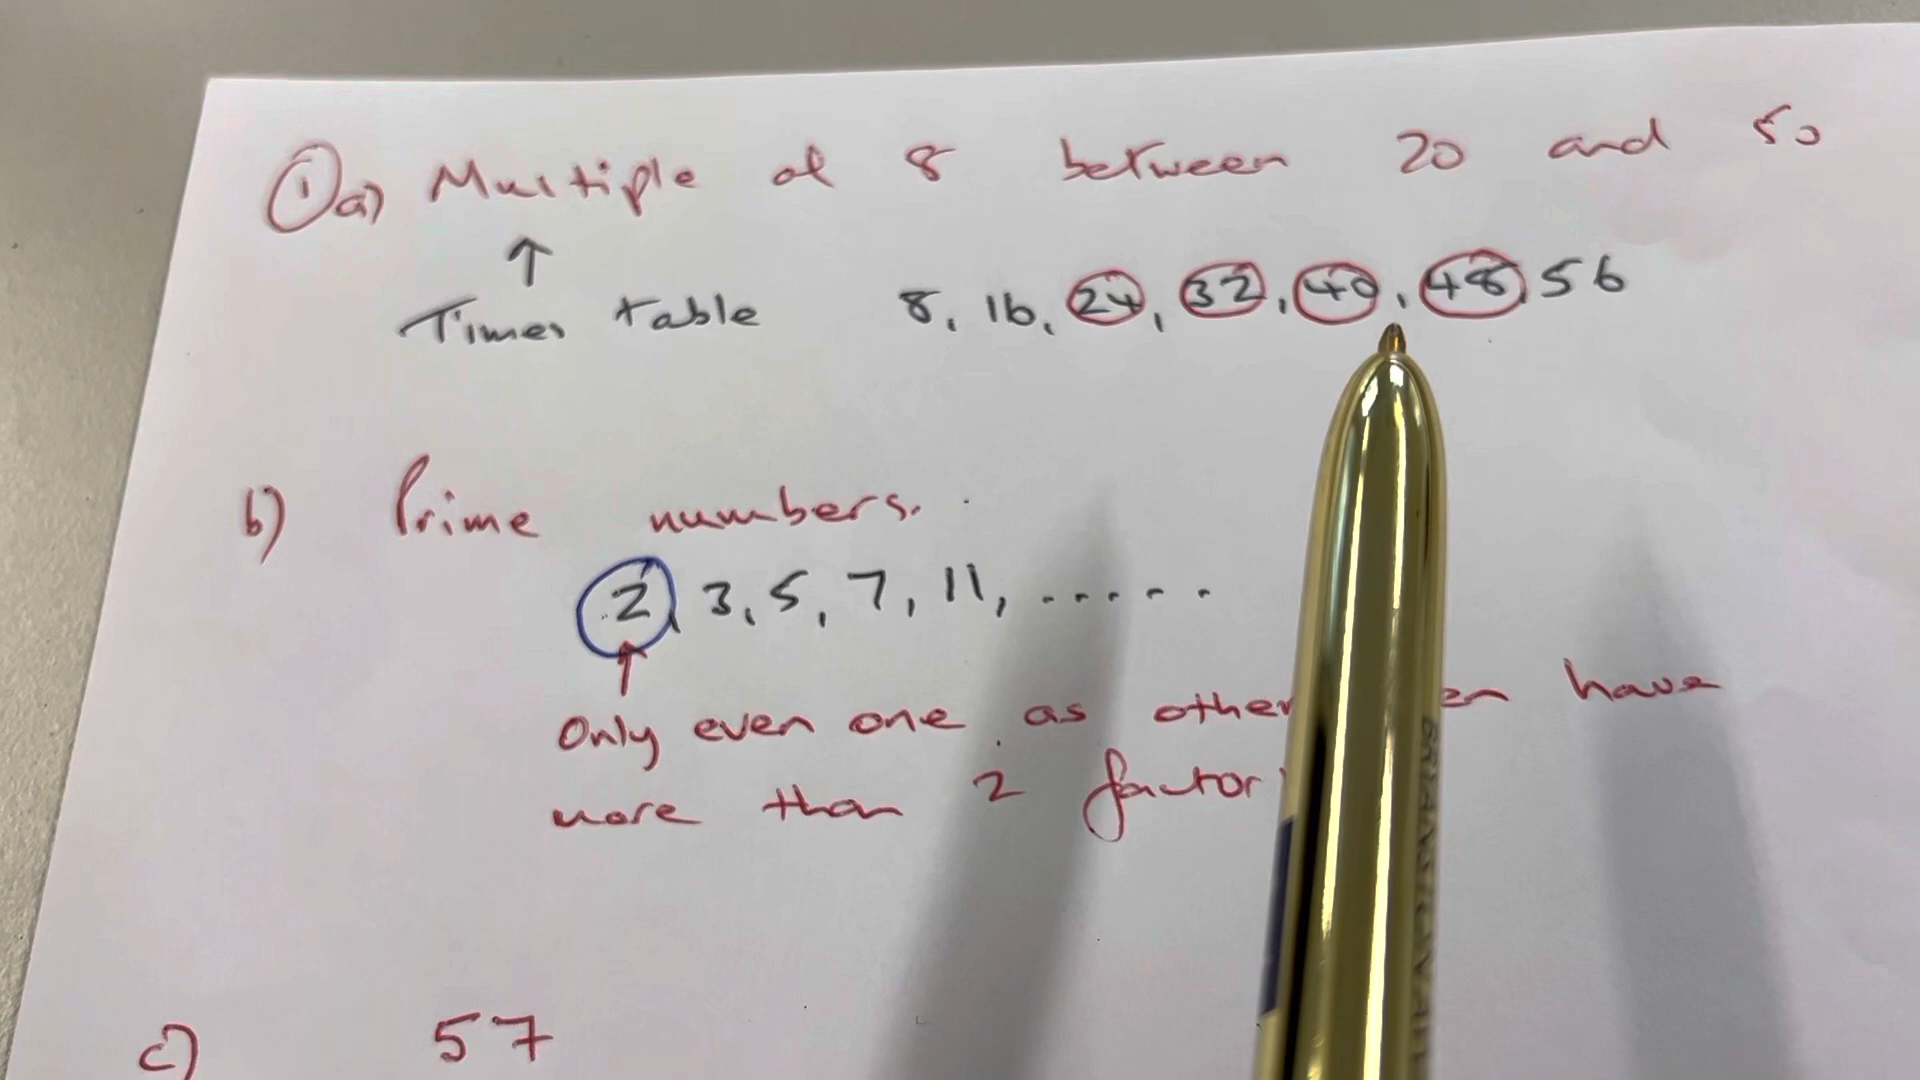 ① a) Multiple of 8 between 20 and 50
↑
Times table 8, 16, 24, 32, 40, 48, 56
b) Prime numbers.
2, 3, 5, 7, 11, .....
↑
Only even one as other have
more than 2 factor
c) 57